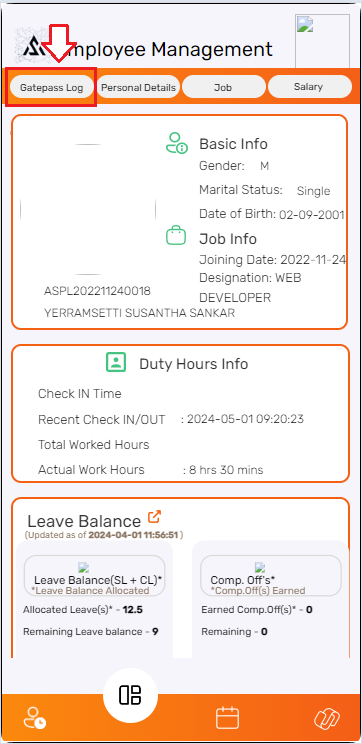 Employee Management
Gatepass Log
Personal Details
Job
Salary
Basic Info
Gender: M
Marital Status: Single
Date of Birth: 02-09-2001
Job Info
Joining Date: 2022-11-24
Designation: WEB
DEVELOPER
ASPL202211240018
YERRAMSETTI SUSANTHA SANKAR
Duty Hours Info
Check IN Time
Recent Check IN/OUT : 2024-05-01 09:20:23
Total Worked Hours
Actual Work Hours : 8 hrs 30 mins
Leave Balance
(Updated as of 2024-04-01 11:56:51 )
Leave Balance(SL + CL)*
*Leave Balance Allocated
Allocated Leave(s)* - 12.5
Remaining Leave balance - 9
Comp. Off's*
*Comp.Off(s) Earned
Earned Comp.Off(s)* - 0
Remaining - 0